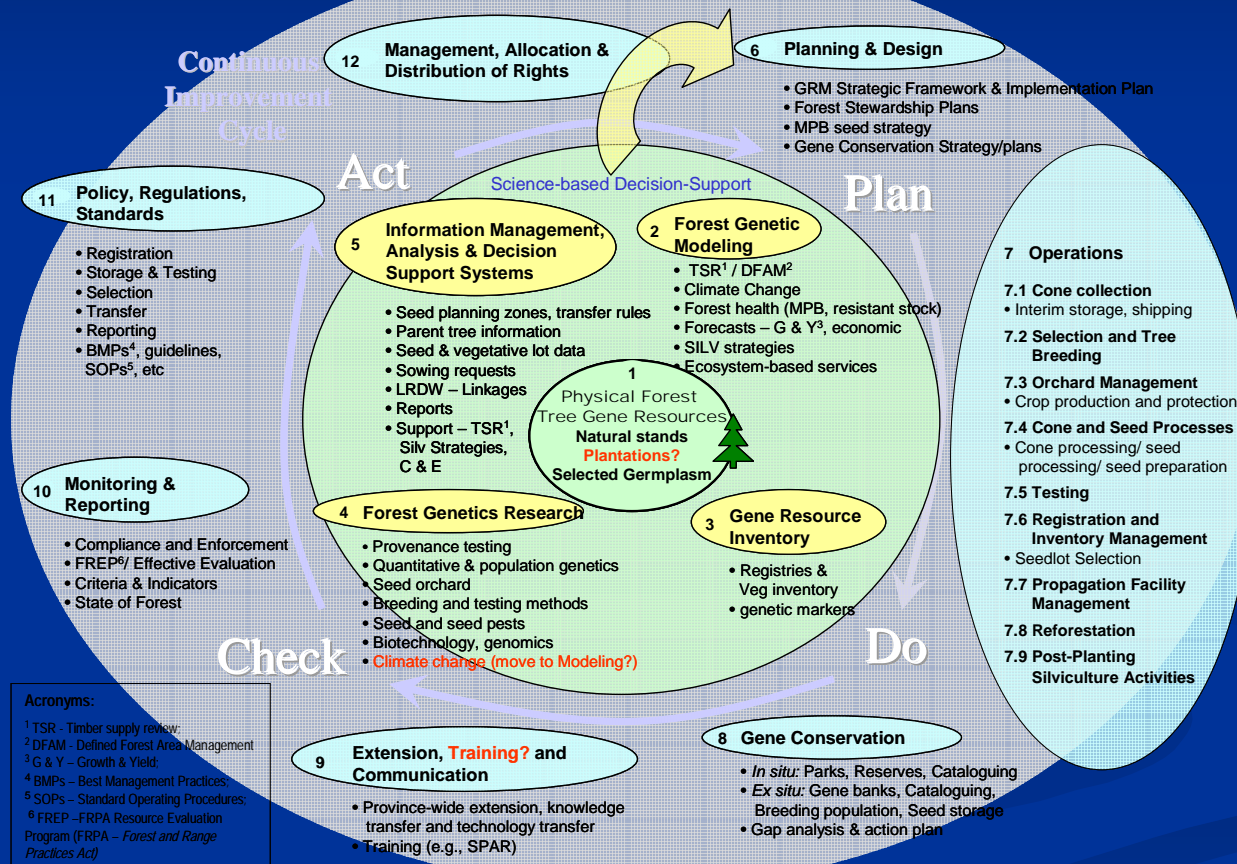 Continuous
Improvement
Cycle
12 Management, Allocation &
Distribution of Rights
6 Planning & Design
• GRM Strategic Framework & Implementation Plan
• Forest Stewardship Plans
• MPB seed strategy
• Gene Conservation Strategy/plans
Act
Plan
Science-based Decision-Support
11 Policy, Regulations,
Standards
• Registration
• Storage & Testing
• Selection
• Transfer
• Reporting
• BMPs⁴, guidelines,
SOPs⁵, etc
5 Information Management,
Analysis & Decision
Support Systems
• Seed planning zones, transfer rules
• Parent tree information
• Seed & vegetative lot data
• Sowing requests
• LRDW – Linkages
• Reports
• Support – TSR¹,
Silv Strategies,
C & E
2 Forest Genetic
Modeling
• TSR¹ / DFAM²
• Climate Change
• Forest health (MPB, resistant stock)
• Forecasts – G & Y³, economic
• SILV strategies
• Ecosystem-based services
1
Physical Forest
Tree Gene Resources
Natural stands
Plantations?
Selected Germplasm
7 Operations
7.1 Cone collection
• Interim storage, shipping
7.2 Selection and Tree
Breeding
7.3 Orchard Management
• Crop production and protection
7.4 Cone and Seed Processes
• Cone processing/ seed
processing/ seed preparation
7.5 Testing
7.6 Registration and
Inventory Management
• Seedlot Selection
7.7 Propagation Facility
Management
7.8 Reforestation
7.9 Post-Planting
Silviculture Activities
10 Monitoring &
Reporting
• Compliance and Enforcement
• FREP⁶/ Effective Evaluation
• Criteria & Indicators
• State of Forest
4 Forest Genetics Research
• Provenance testing
• Quantitative & population genetics
• Seed orchard
• Breeding and testing methods
• Seed and seed pests
• Biotechnology, genomics
• Climate change (move to Modeling?)
3 Gene Resource
Inventory
• Registries &
Veg inventory
• genetic markers
Check
Do
Acronyms:
¹ TSR - Timber supply review;
² DFAM - Defined Forest Area Management
³ G & Y – Growth & Yield;
⁴ BMPs – Best Management Practices;
⁵ SOPs – Standard Operating Procedures;
⁶ FREP –FRPA Resource Evaluation
Program (FRPA – Forest and Range
Practices Act)
9 Extension, Training? and
Communication
• Province-wide extension, knowledge
transfer and technology transfer
• Training (e.g., SPAR)
8 Gene Conservation
• In situ: Parks, Reserves, Cataloguing
• Ex situ: Gene banks, Cataloguing,
Breeding population, Seed storage
• Gap analysis & action plan